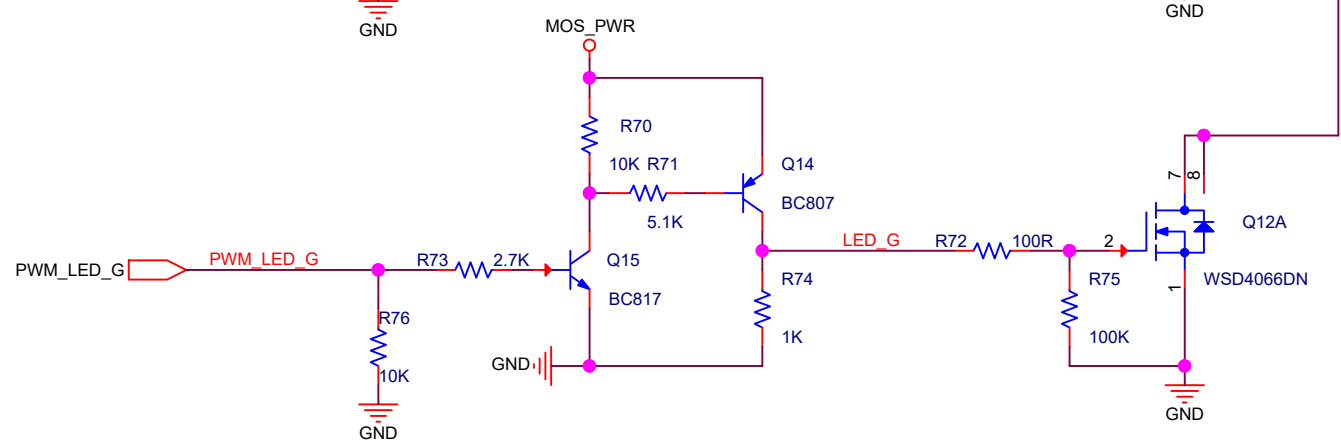 GND
GND
MOS_PWR
R70
10K R71
Q14
5.1K
BC807
7
8
Q12A
PWM_LED_G
PWM_LED_G
R73
2.7K
Q15
LED_G
R72
100R
2
BC817
R74
R75
WSD4066DN
1
R76
1K
100K
GND
10K
GND
GND